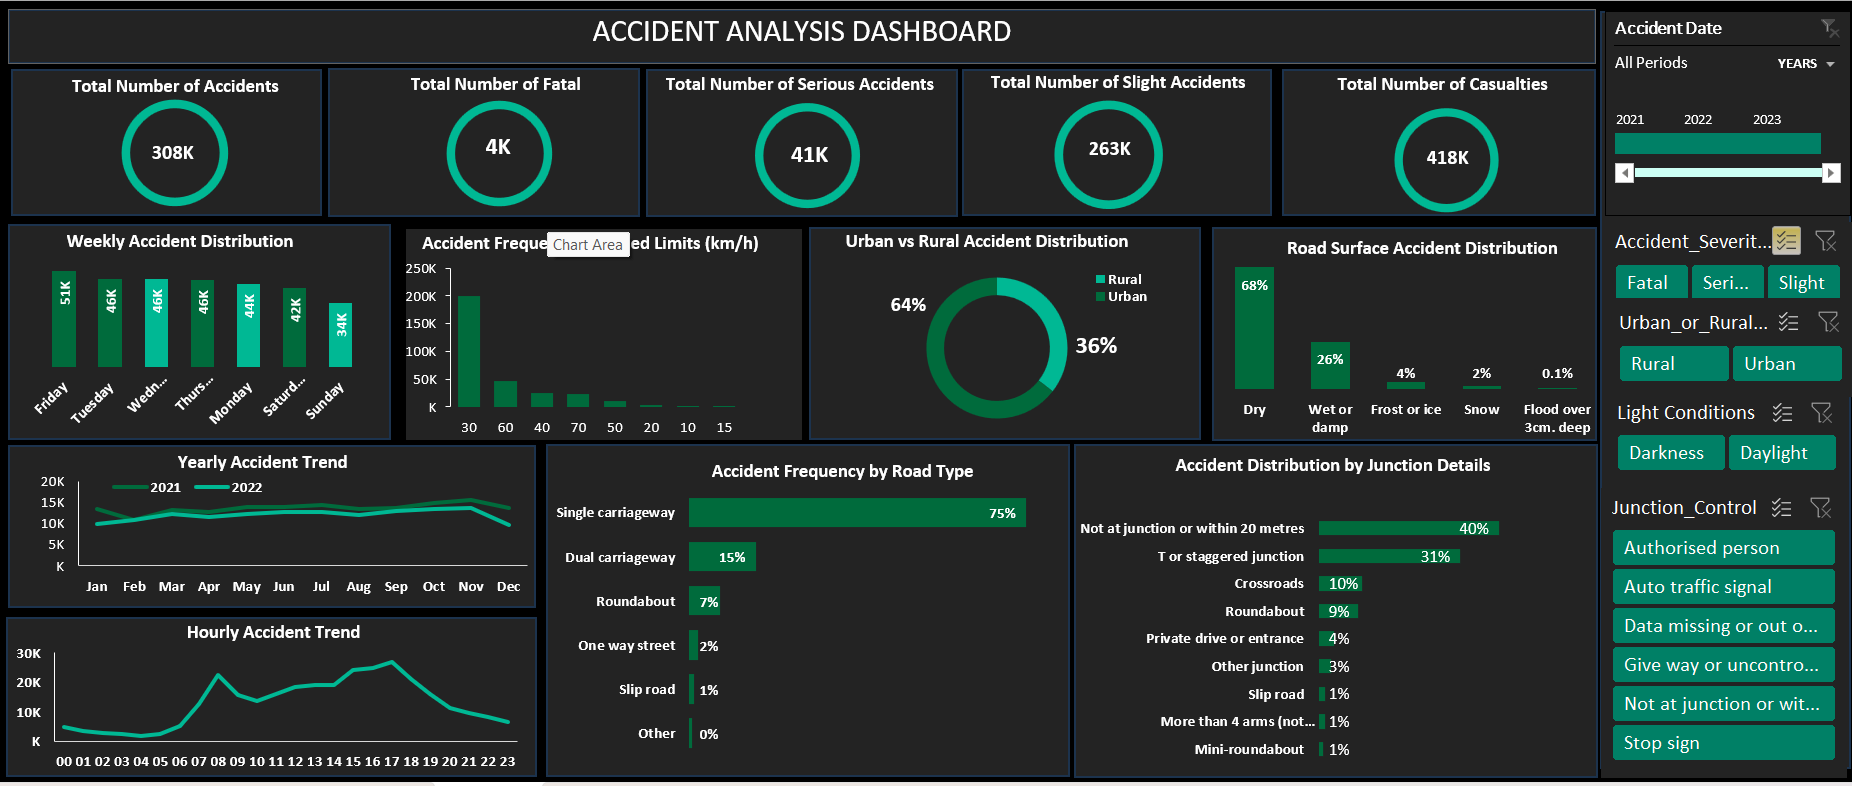 ACCIDENT ANALYSIS DASHBOARD
Total Number of Accidents
308K
Total Number of Fatal
4K
Total Number of Serious Accidents
41K
Total Number of Slight Accidents
263K
Total Number of Casualties
418K
Weekly Accident Distribution
51K 46K 46K 46K 44K 42K 34K
Friday Tuesday Wedn... Thurs... Monday Saturd... Sunday
Accident Freque Limits (km/h)
Chart Area
250K
200K
150K
100K
50K
K
30 60 40 70 50 20 10 15
Urban vs Rural Accident Distribution
Rural
Urban
64%
36%
Road Surface Accident Distribution
68% 26% 4% 2% 0.1%
Dry
Wet or
damp
Frost or ice
Snow
Flood over
3cm. deep
Yearly Accident Trend
2021 2022
20K
15K
10K
5K
K
Jan Feb Mar Apr May Jun Jul Aug Sep Oct Nov Dec
Hourly Accident Trend
30K
20K
10K
K
00 01 02 03 04 05 06 07 08 09 10 11 12 13 14 15 16 17 18 19 20 21 22 23
Accident Frequency by Road Type
Single carriageway 75%
Dual carriageway 15%
Roundabout 7%
One way street 2%
Slip road 1%
Other 0%
Accident Distribution by Junction Details
Not at junction or within 20 metres 40%
T or staggered junction 31%
Crossroads 10%
Roundabout 9%
Private drive or entrance 4%
Other junction 3%
Slip road 1%
More than 4 arms (not... 1%
Mini-roundabout 1%
Accident Date
All Periods YEARS
2021 2022 2023
Accident_Severit...
Fatal Seri... Slight
Urban_or_Rural...
Rural Urban
Light Conditions
Darkness Daylight
Junction_Control
Authorised person
Auto traffic signal
Data missing or out o...
Give way or uncontro...
Not at junction or wit...
Stop sign